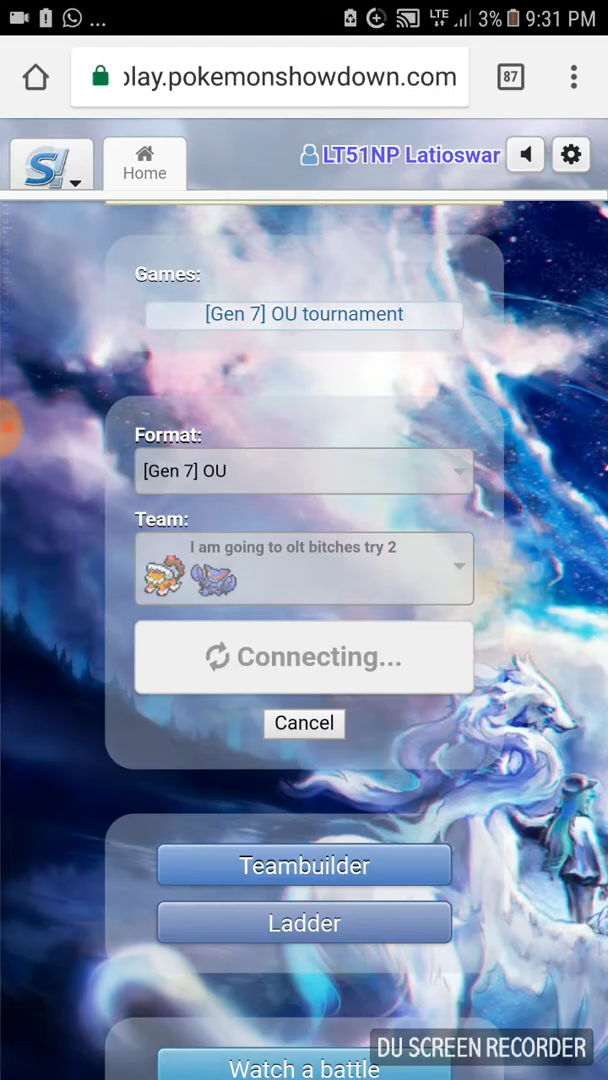 ... LTE 3% 9:31 PM
play.pokemonshowdown.com 87
S! Home LT51NP Latioswar
Games:
[Gen 7] OU tournament
Format:
[Gen 7] OU
Team:
I am going to olt bitches try 2
Connecting...
Cancel
Teambuilder
Ladder
Watch a battle
DU SCREEN RECORDER